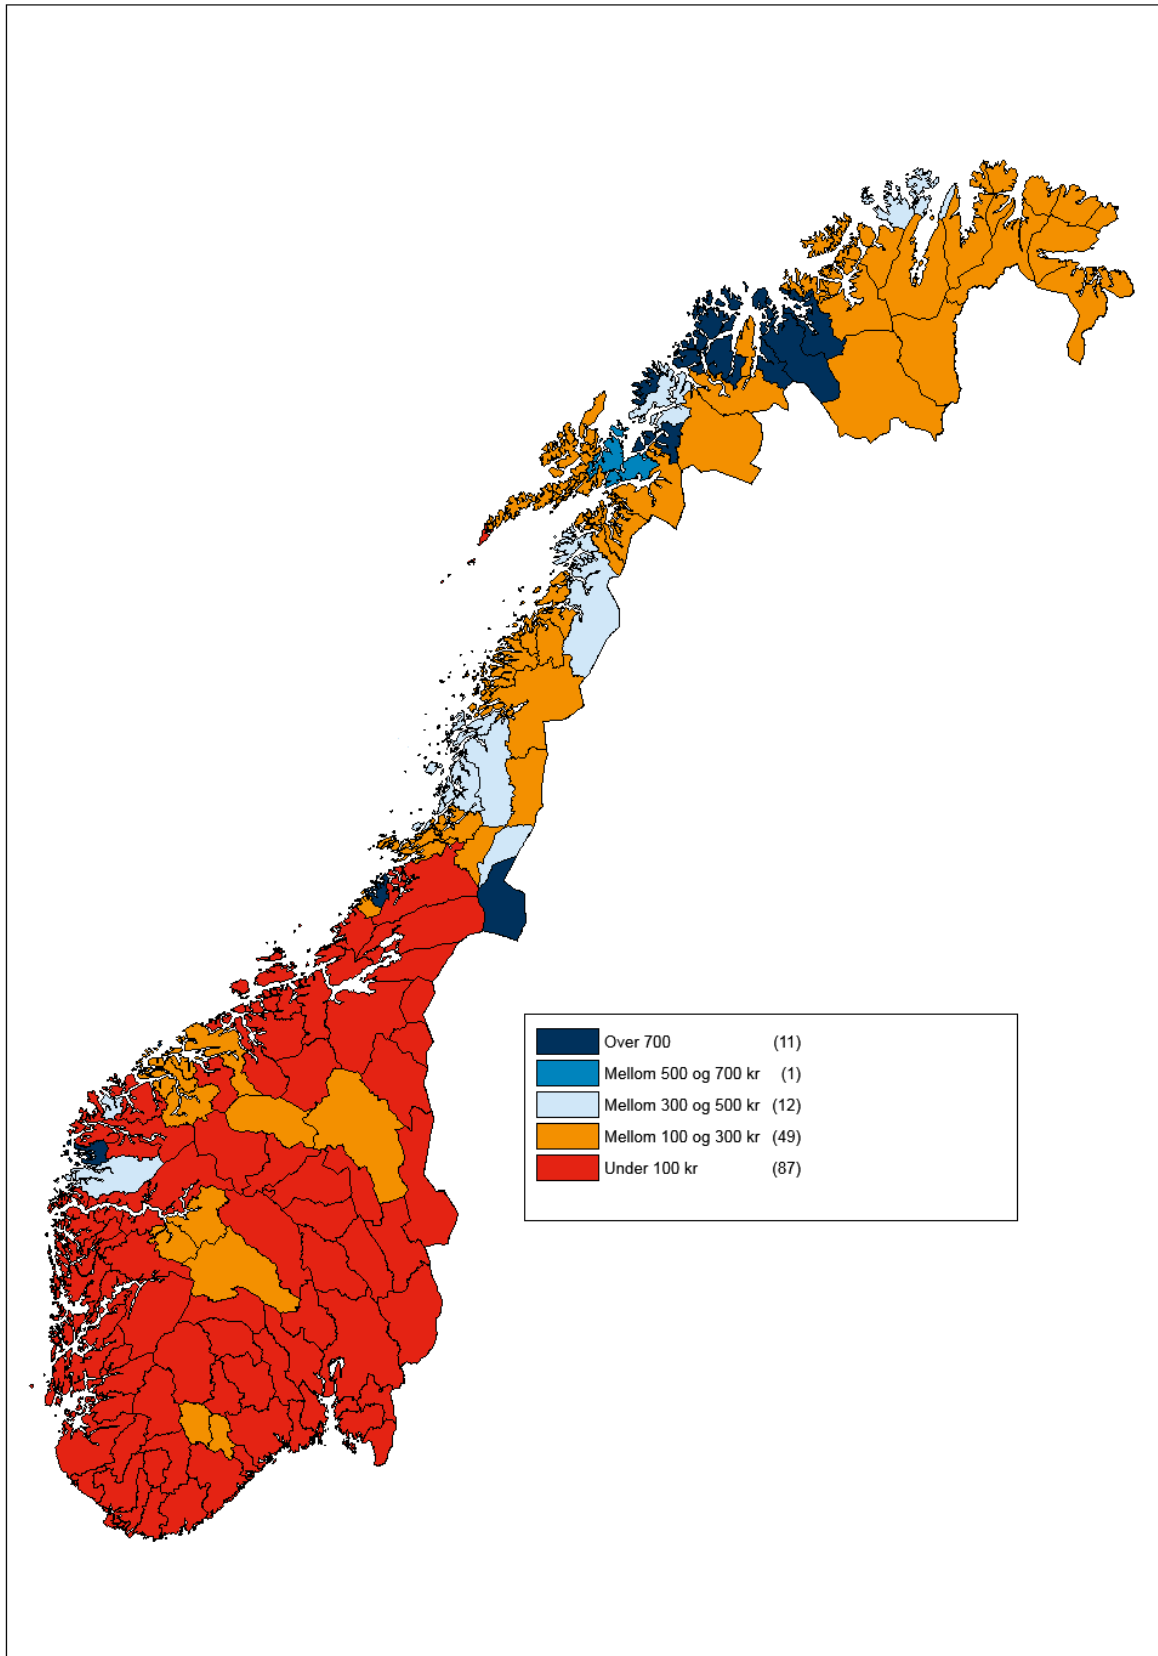 Over 700 (11)
Mellom 500 og 700 kr (1)
Mellom 300 og 500 kr (12)
Mellom 100 og 300 kr (49)
Under 100 kr (87)